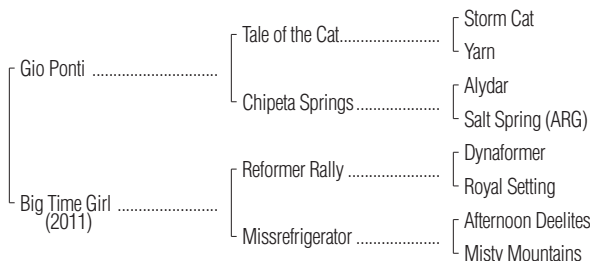 Storm Cat
Tale of the Cat
Yarn
Gio Ponti
Alydar
Chipeta Springs
Salt Spring (ARG)
Dynaformer
Reformer Rally
Royal Setting
Big Time Girl
(2011)
Afternoon Deelites
Missrefrigerator
Misty Mountains